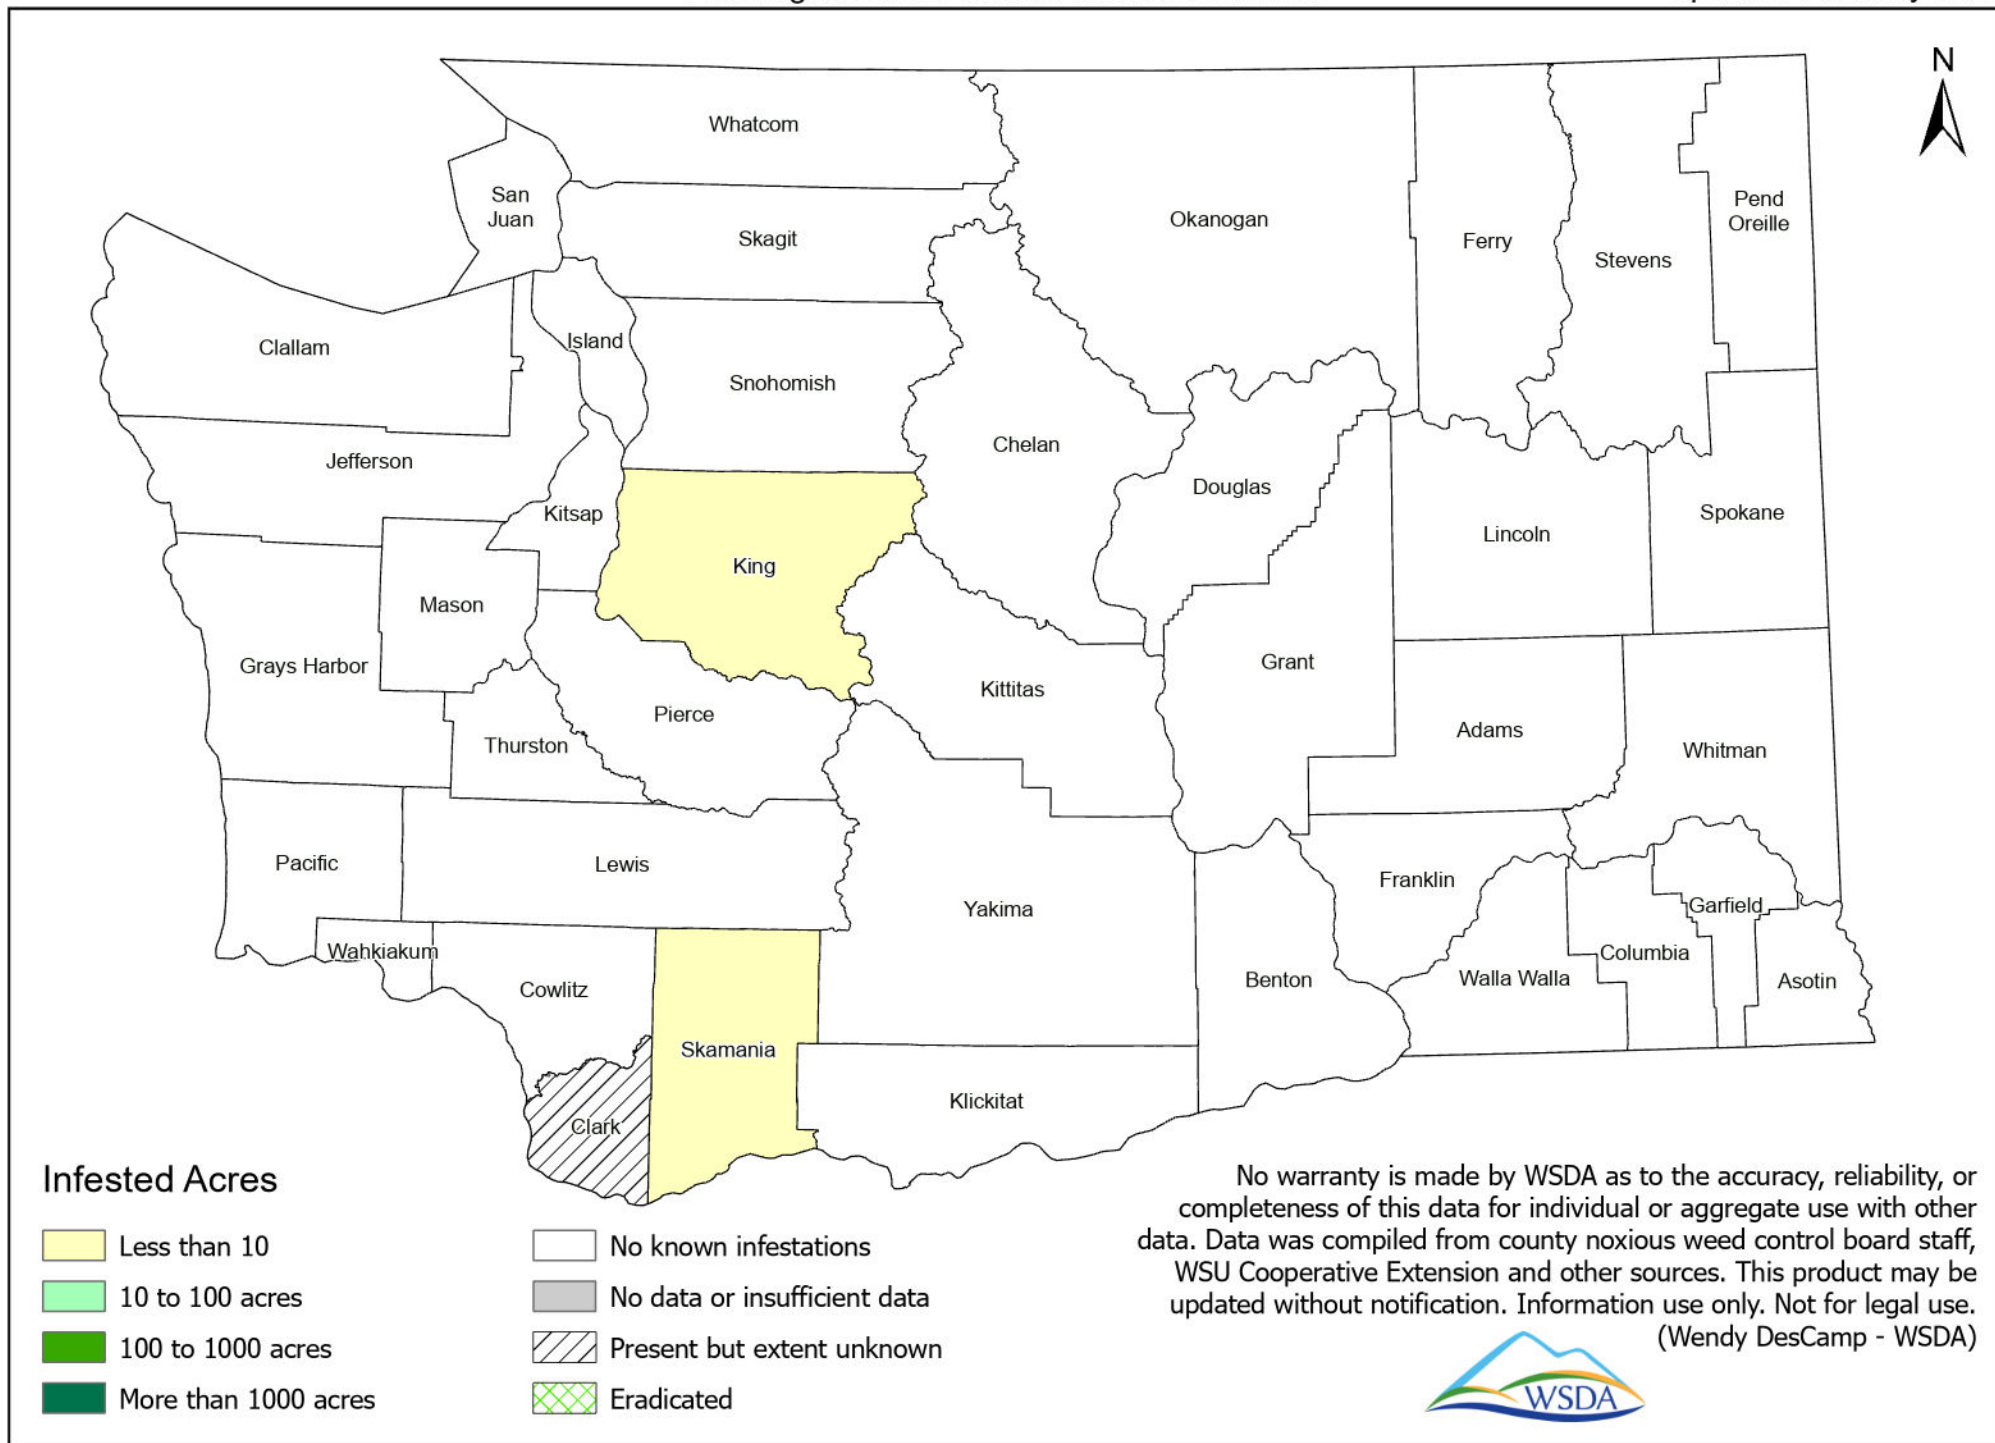 N
Whatcom
San
Juan
Skagit
Okanogan
Ferry
Stevens
Pend
Oreille
Clallam
Island
Snohomish
Chelan
Jefferson
Kitsap
Douglas
Lincoln
Spokane
King
Mason
Grays Harbor
Grant
Kittitas
Pierce
Thurston
Adams
Whitman
Pacific
Lewis
Yakima
Franklin
Garfield
Wahkiakum
Cowlitz
Benton
Walla Walla
Columbia
Asotin
Skamania
Klickitat
Clark
Infested Acres
Less than 10
10 to 100 acres
100 to 1000 acres
More than 1000 acres
No known infestations
No data or insufficient data
Present but extent unknown
Eradicated
No warranty is made by WSDA as to the accuracy, reliability, or
completeness of this data for individual or aggregate use with other
data. Data was compiled from county noxious weed control board staff,
WSU Cooperative Extension and other sources. This product may be
updated without notification. Information use only. Not for legal use.
(Wendy DesCamp - WSDA)
WSDA